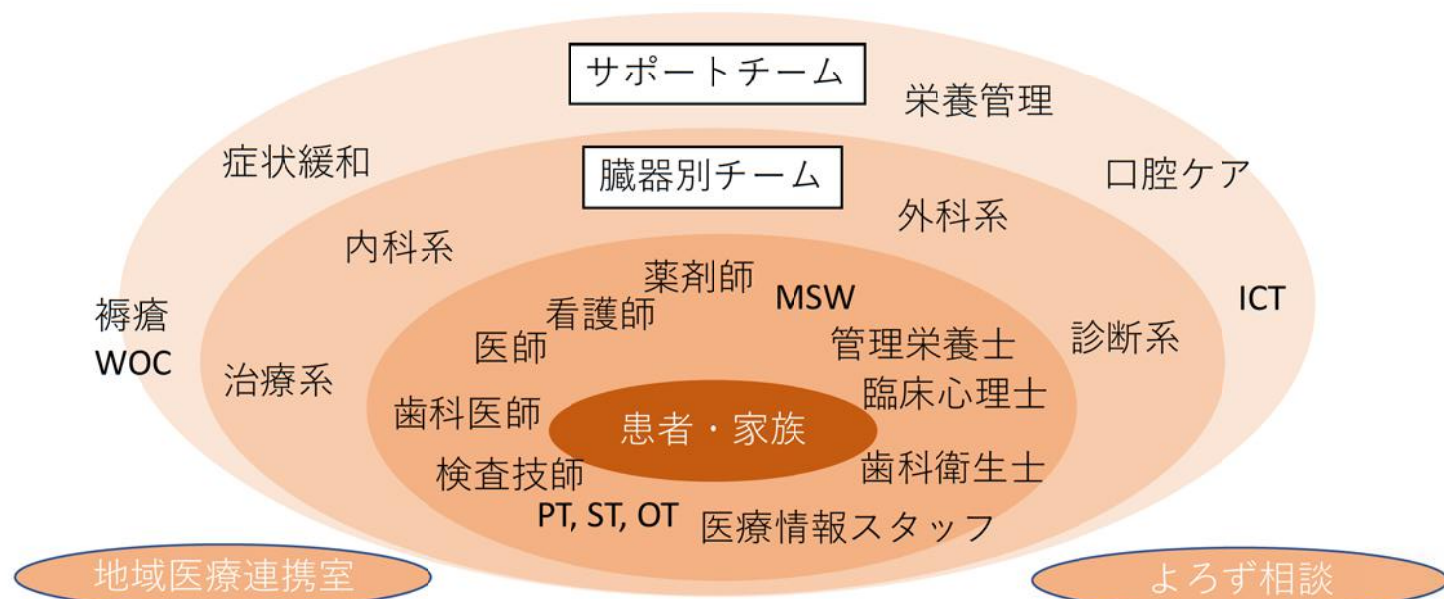 サポートチーム
栄養管理
症状緩和
臓器別チーム
口腔ケア
外科系
内科系
薬剤師
MSW
ICT
看護師
褥瘡
WOC
医師
管理栄養士
診断系
治療系
臨床心理士
歯科医師
患者・家族
検査技師
歯科衛生士
PT, ST, OT
医療情報スタッフ
地域医療連携室
よろず相談